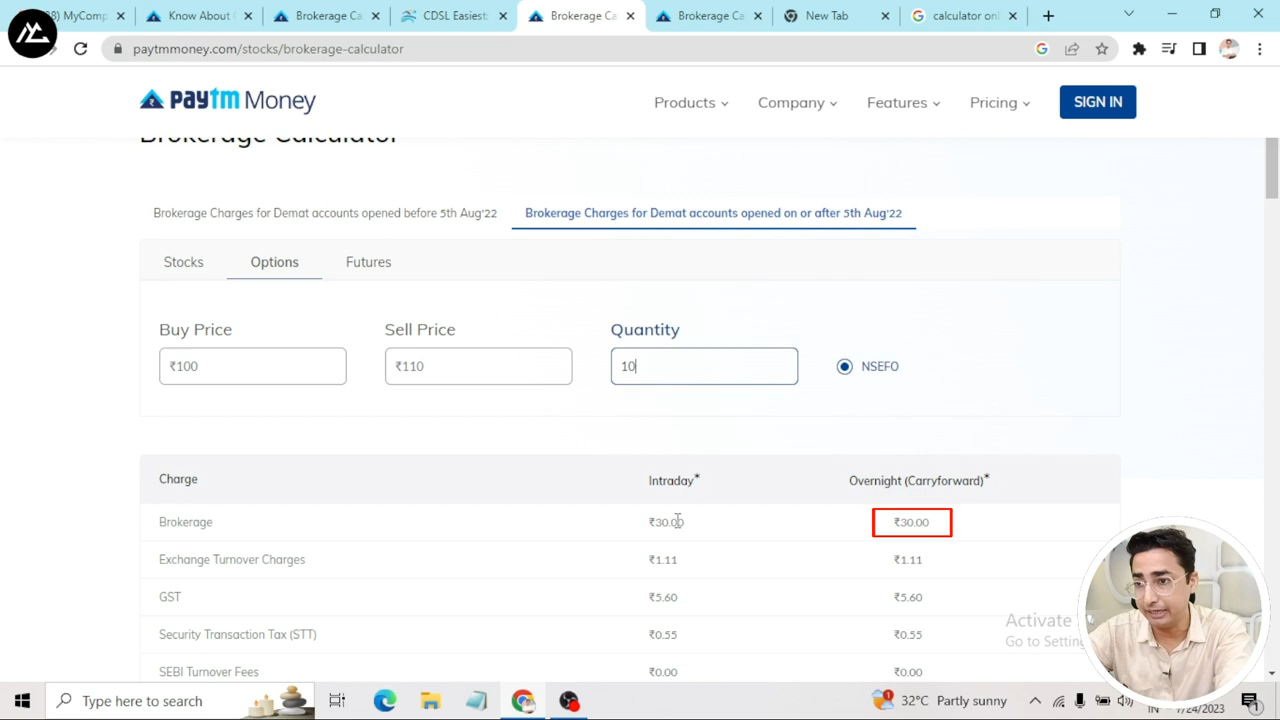 8) MyComp
Know About F
Brokerage Ca
CDSL Easiest
Brokerage Ca
Brokerage Cal
New Tab
calculator onl
paytmmoney.com/stocks/brokerage-calculator
paytm Money
Products
Company
Features
Pricing
SIGN IN
Brokerage Calculator
Brokerage Charges for Demat accounts opened before 5th Aug'22
Brokerage Charges for Demat accounts opened on or after 5th Aug'22
Stocks
Options
Futures
Buy Price
Sell Price
Quantity
₹100
₹110
10
NSEFO
Charge
Intraday*
Overnight (Carryforward)*
Brokerage
₹30.00
₹30.00
Exchange Turnover Charges
₹1.11
₹1.11
GST
₹5.60
₹5.60
Security Transaction Tax (STT)
₹0.55
₹0.55
SEBI Turnover Fees
₹0.00
₹0.00
Activate
Go to Setting
Type here to search
32°C Partly sunny
IN
7/24/2023